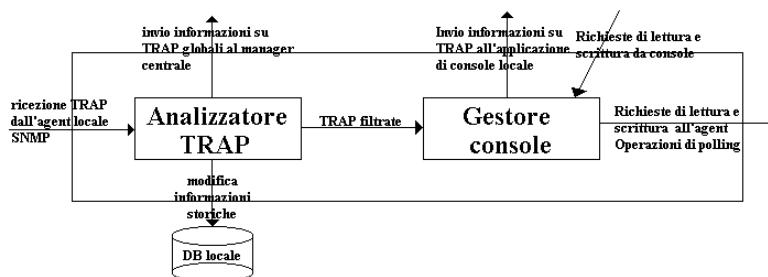 invio informazioni su
TRAP globali al manager
centrale
Invio informazioni su
TRAP all'applicazione
di console locale
Richieste di lettura e
scrittura da console
ricezione TRAP
dall'agent locale
SNMP
Analizzatore
TRAP
TRAP filtrate
Gestore
console
Richieste di lettura e
scrittura all'agent
Operazioni di polling
modifica
informazioni
storiche
DB locale